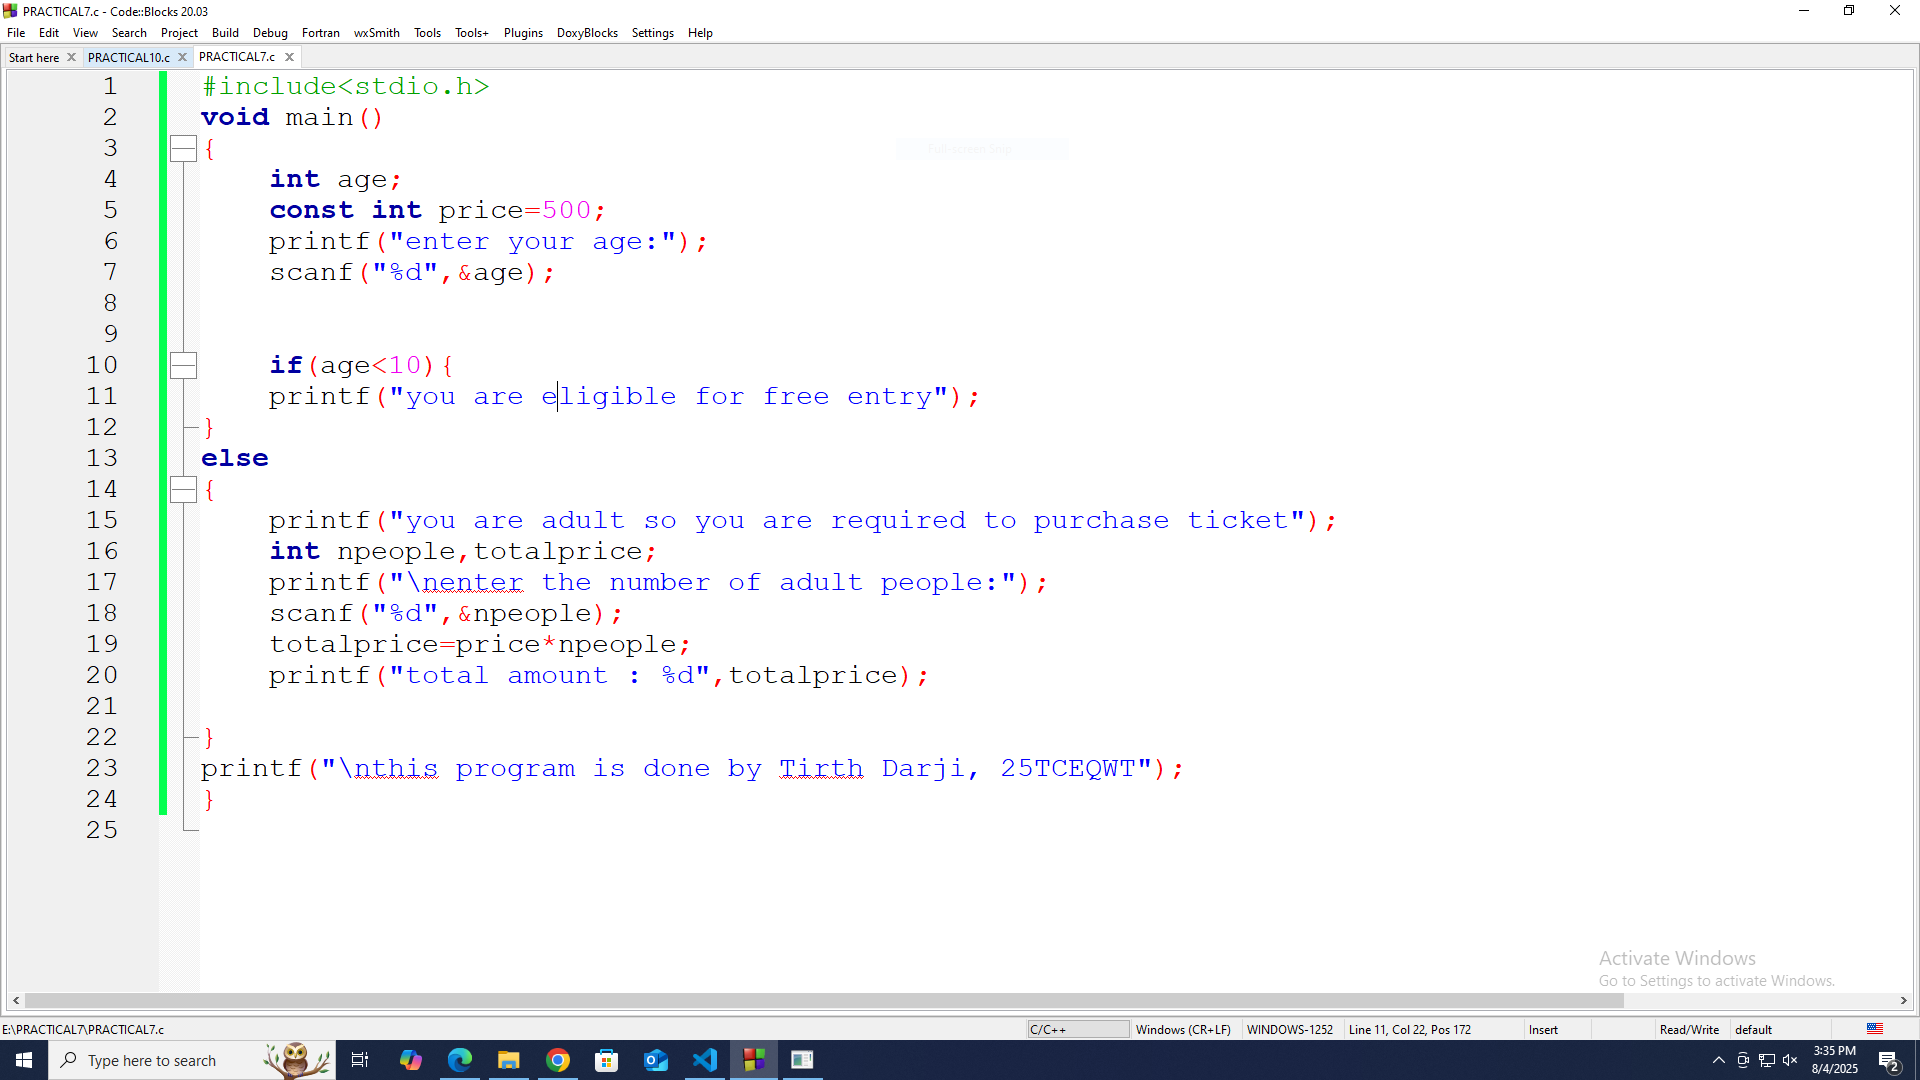 PRACTICAL7.c - Code::Blocks 20.03
File Edit View Search Project Build Debug Fortran wxSmith Tools Tools+ Plugins DoxyBlocks Settings Help
Start here PRACTICAL10.c PRACTICAL7.c
1 #include<stdio.h>
2 void main()
3 {
Full-screen Snip
4 int age;
5 const int price=500;
6 printf("enter your age:");
7 scanf("%d",&age);
8
9
10 if(age<10){
11 printf("you are eligible for free entry");
12 }
13 else
14 {
15 printf("you are adult so you are required to purchase ticket");
16 int npeople,totalprice;
17 printf("\nenter the number of adult people:");
18 scanf("%d",&npeople);
19 totalprice=price*npeople;
20 printf("total amount : %d",totalprice);
21
22 }
23 printf("\nthis program is done by Tirth Darji, 25TCEQWT");
24 }
25
Activate Windows
Go to Settings to activate Windows.
E:\PRACTICAL7\PRACTICAL7.c C/C++ Windows (CR+LF) WINDOWS-1252 Line 11, Col 22, Pos 172 Insert Read/Write default
Type here to search
3:35 PM
8/4/2025
2